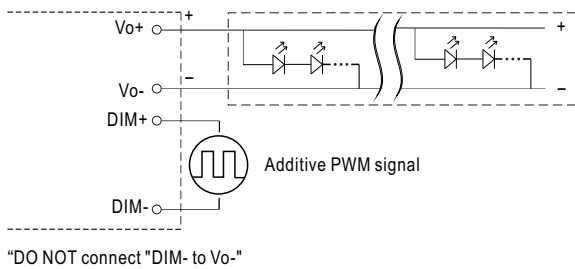 Vo+
+
+
Vo-
–
–
DIM+
Additive PWM signal
DIM-
“DO NOT connect "DIM- to Vo-"